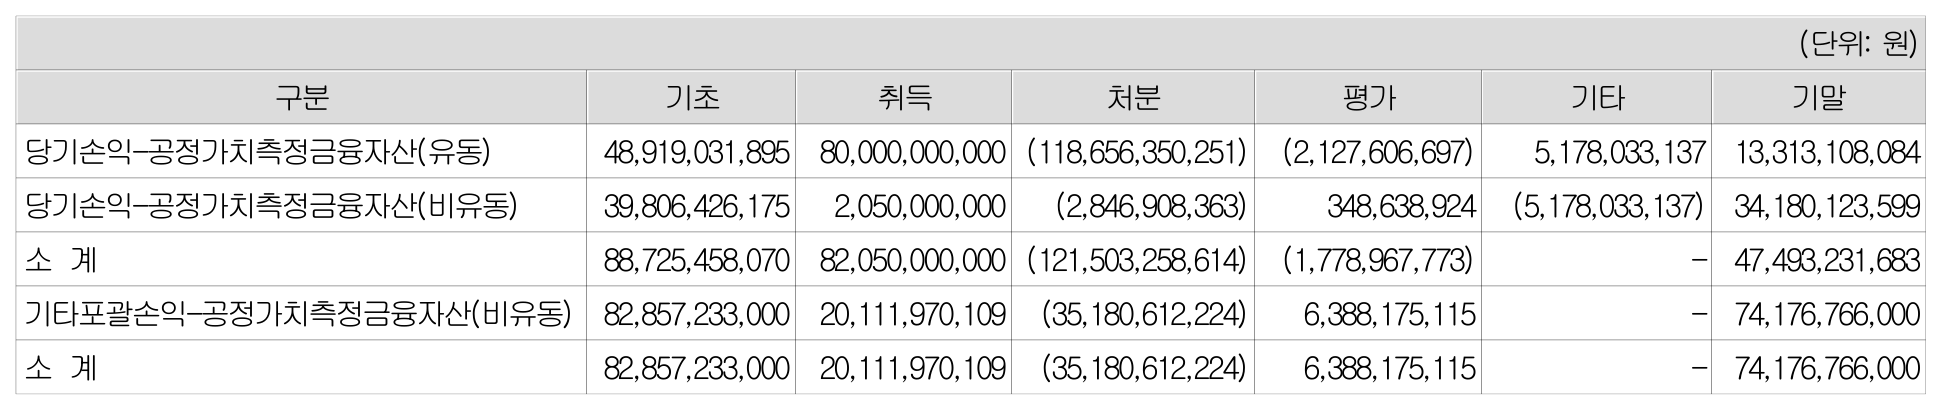 (단위: 원)
구분 기초 취득 처분 평가 기타 기말
당기손익-공정가치측정금융자산(유동) 48,919,031,895 80,000,000,000 (118,656,350,251) (2,127,606,697) 5,178,033,137 13,313,108,084
당기손익-공정가치측정금융자산(비유동) 39,806,426,175 2,050,000,000 (2,846,908,363) 348,638,924 (5,178,033,137) 34,180,123,599
소 계 88,725,458,070 82,050,000,000 (121,503,258,614) (1,778,967,773) - 47,493,231,683
기타포괄손익-공정가치측정금융자산(비유동) 82,857,233,000 20,111,970,109 (35,180,612,224) 6,388,175,115 - 74,176,766,000
소 계 82,857,233,000 20,111,970,109 (35,180,612,224) 6,388,175,115 - 74,176,766,000